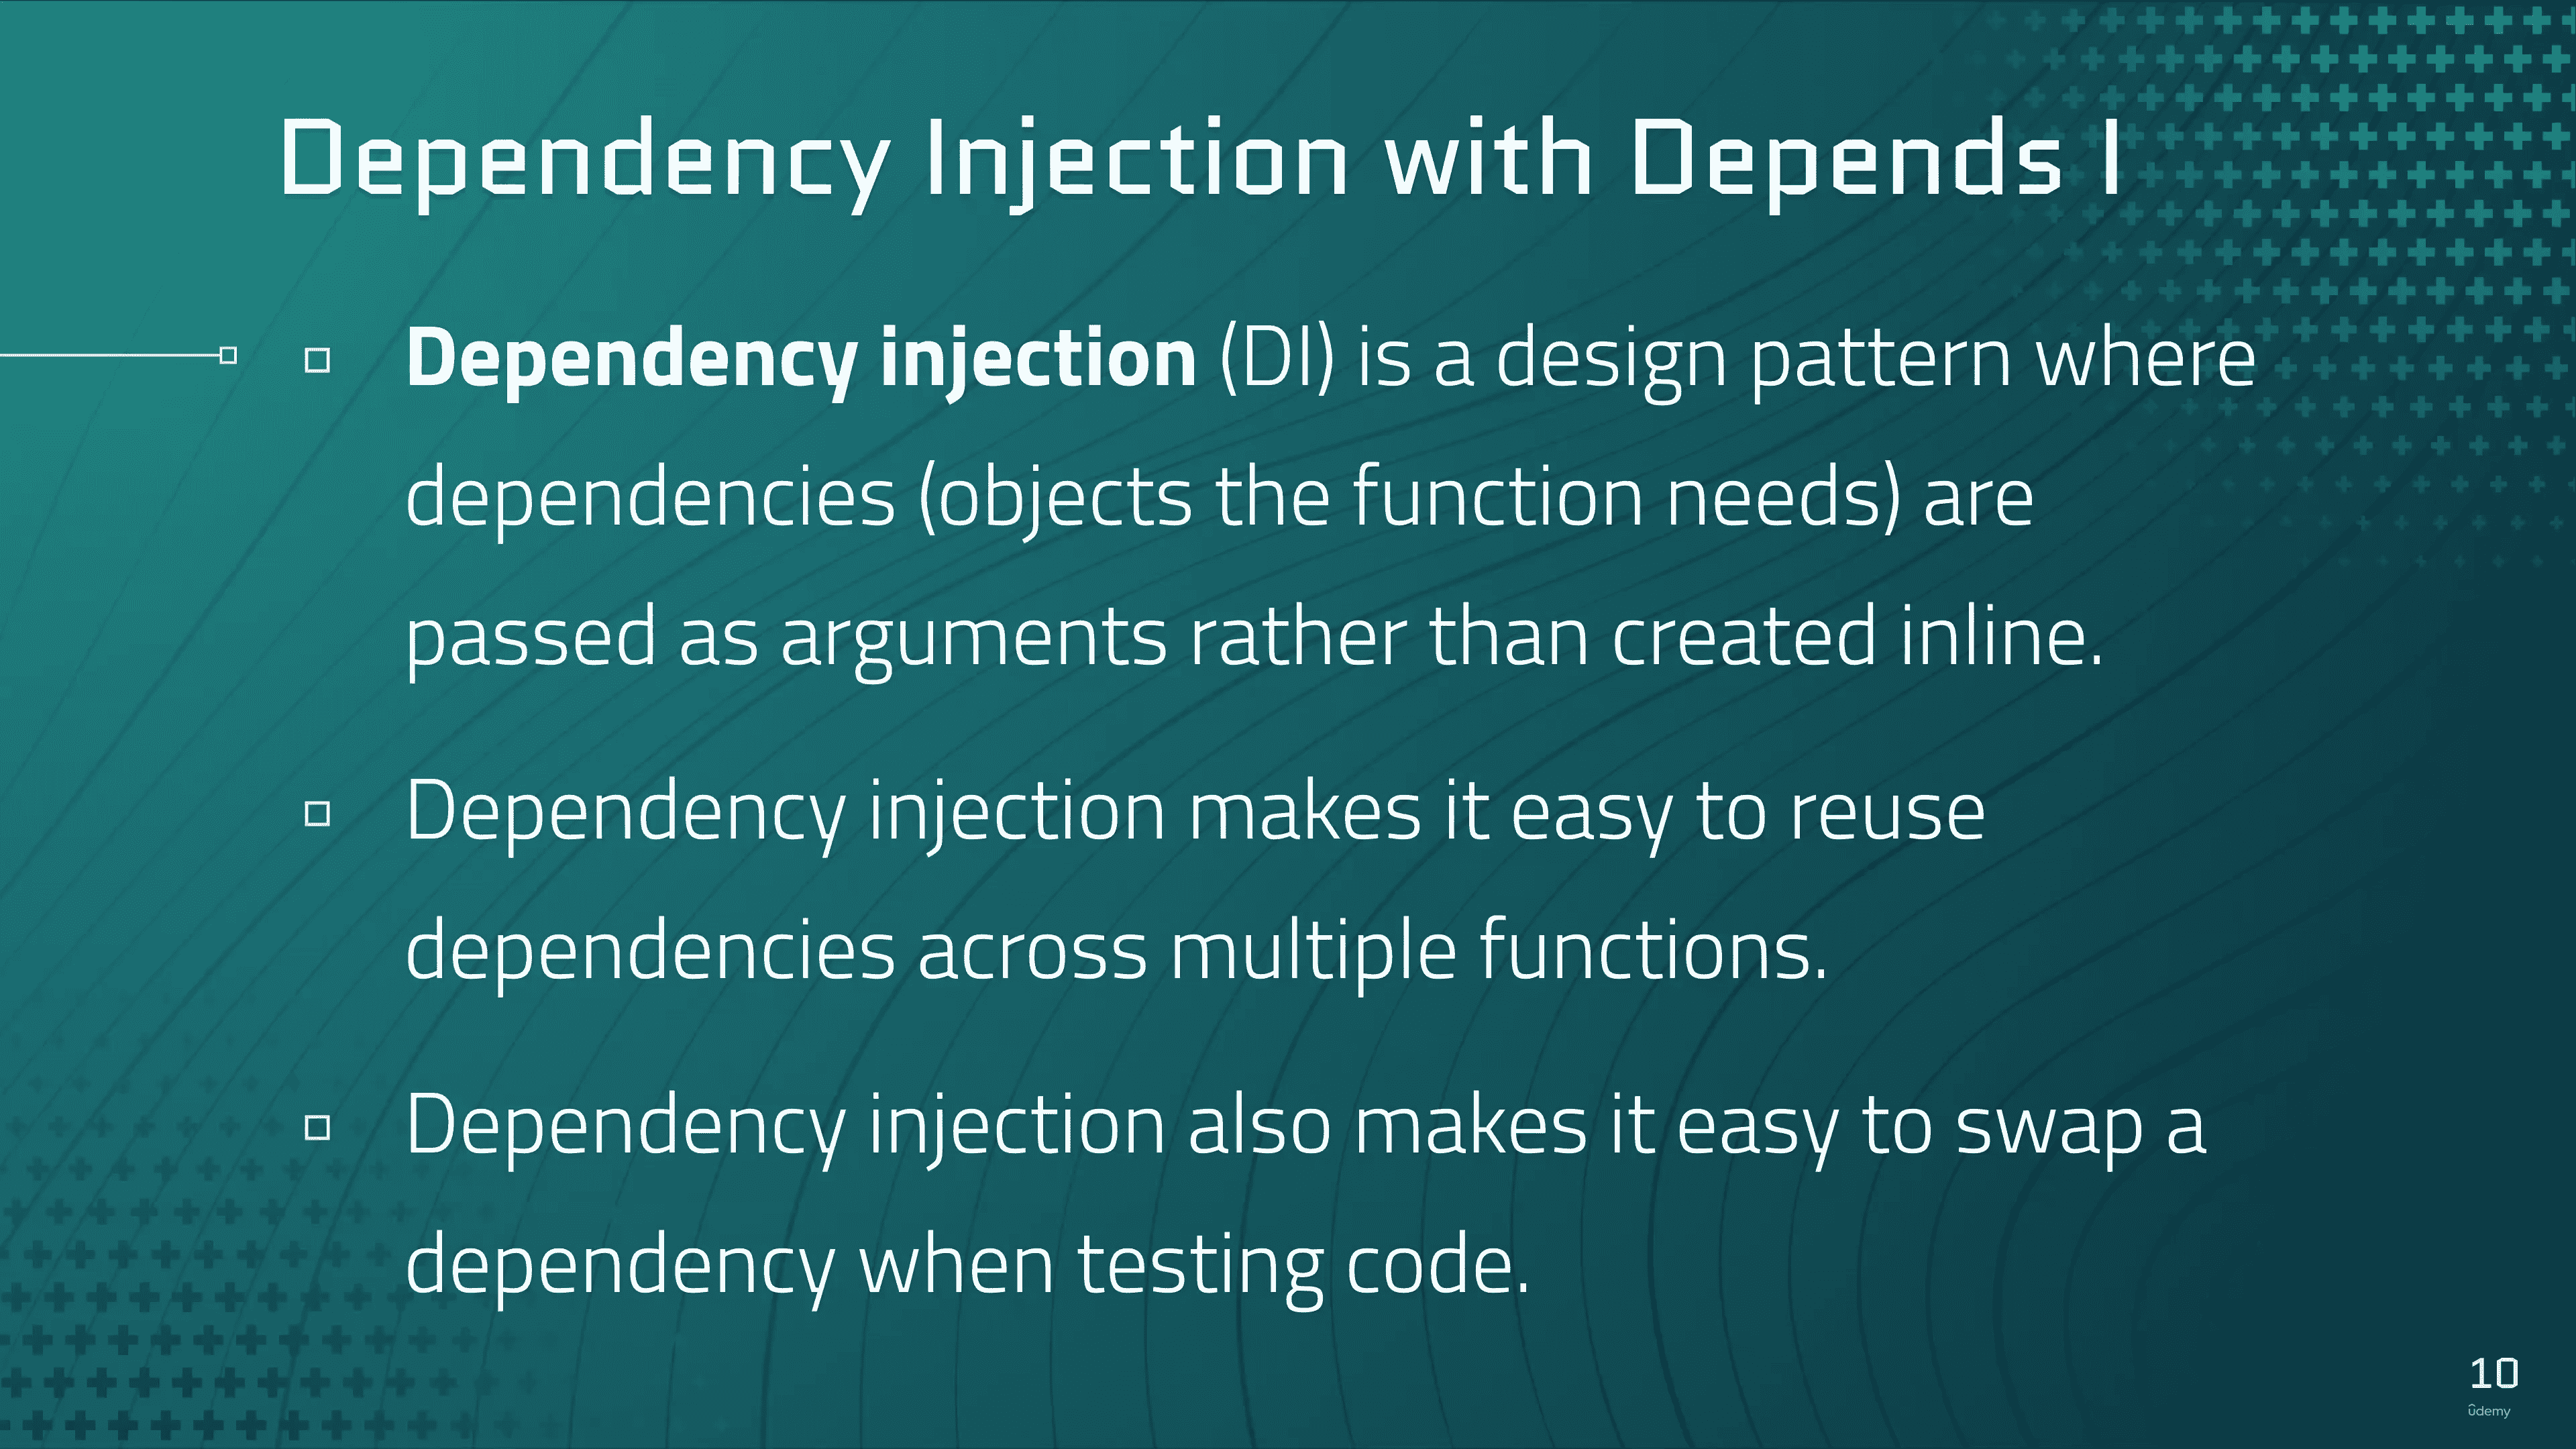 Dependency Injection with Depends I
Dependency injection (DI) is a design pattern where
dependencies (objects the function needs) are
passed as arguments rather than created inline.
Dependency injection makes it easy to reuse
dependencies across multiple functions.
Dependency injection also makes it easy to swap a
dependency when testing code.
10
ûdemy